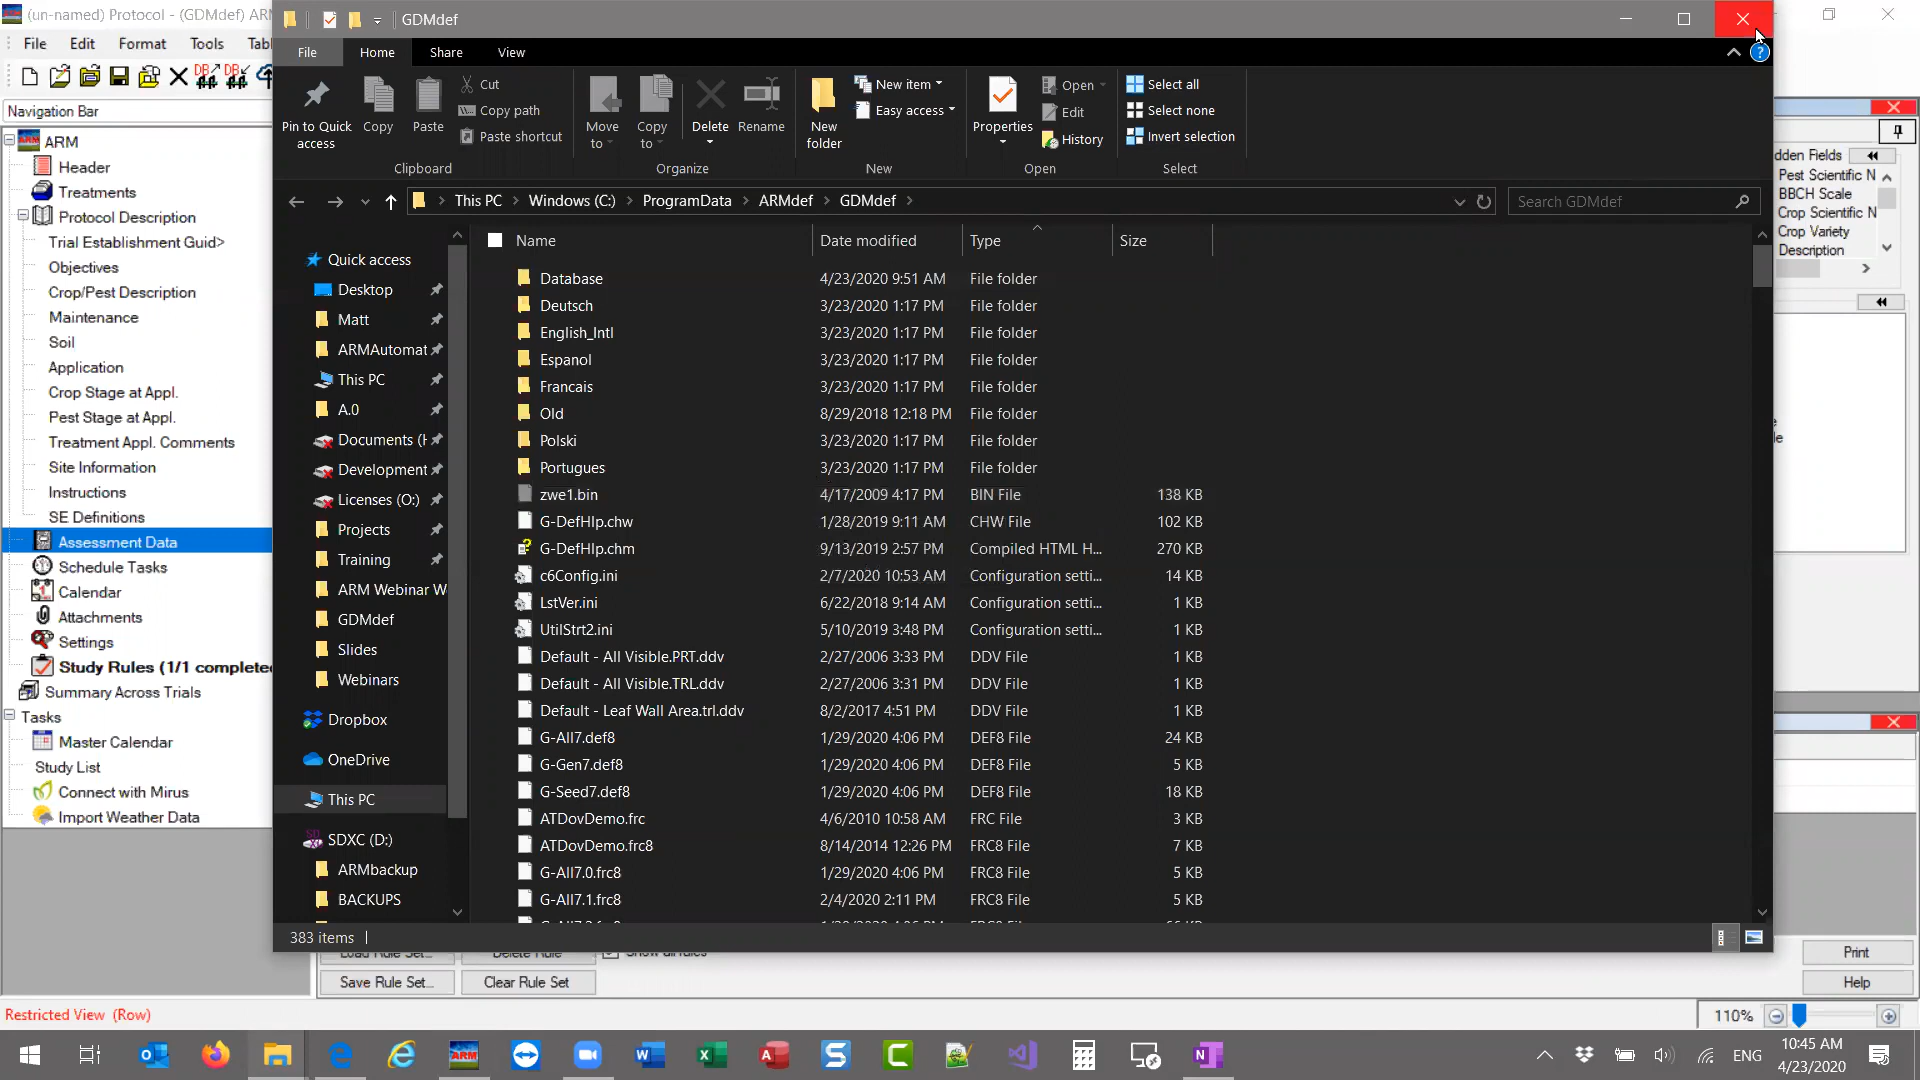 (un-named) Protocol - (GDMdef) ARM
GDMdef
File Edit Format Tools Tabl
File Home Share View
Navigation Bar
Pin to Quick access
Copy
Paste
Cut
Copy path
Paste shortcut
Clipboard
Move to
Copy to
Delete
Rename
Organize
New folder
New item
Easy access
New
Properties
Open
Edit
History
Open
Select all
Select none
Invert selection
Select
This PC > Windows (C:) > ProgramData > ARMdef > GDMdef >
Search GDMdef
ARM
Header
Treatments
Protocol Description
Trial Establishment Guid>
Objectives
Crop/Pest Description
Maintenance
Soil
Application
Crop Stage at Appl.
Pest Stage at Appl.
Treatment Appl. Comments
Site Information
Instructions
SE Definitions
Assessment Data
Schedule Tasks
Calendar
Attachments
Settings
Study Rules (1/1 complete
Summary Across Trials
Tasks
Master Calendar
Study List
Connect with Mirus
Import Weather Data
Quick access
Desktop
Matt
ARMAutomat
This PC
A.0
Documents (H
Development
Licenses (O:)
Projects
Training
ARM Webinar W
GDMdef
Slides
Webinars
Dropbox
OneDrive
This PC
SDXC (D:)
ARMbackup
BACKUPS
Name Date modified Type Size
Database 4/23/2020 9:51 AM File folder
Deutsch 3/23/2020 1:17 PM File folder
English_Intl 3/23/2020 1:17 PM File folder
Espanol 3/23/2020 1:17 PM File folder
Francais 3/23/2020 1:17 PM File folder
Old 8/29/2018 12:18 PM File folder
Polski 3/23/2020 1:17 PM File folder
Portugues 3/23/2020 1:17 PM File folder
zwe1.bin 4/17/2009 4:17 PM BIN File 138 KB
G-DefHlp.chw 1/28/2019 9:11 AM CHW File 102 KB
G-DefHlp.chm 9/13/2019 2:57 PM Compiled HTML H... 270 KB
c6Config.ini 2/7/2020 10:53 AM Configuration setti... 14 KB
LstVer.ini 6/22/2018 9:14 AM Configuration setti... 1 KB
UtilStrt2.ini 5/10/2019 3:48 PM Configuration setti... 1 KB
Default - All Visible.PRT.ddv 2/27/2006 3:33 PM DDV File 1 KB
Default - All Visible.TRL.ddv 2/27/2006 3:31 PM DDV File 1 KB
Default - Leaf Wall Area.trl.ddv 8/2/2017 4:51 PM DDV File 1 KB
G-All7.def8 1/29/2020 4:06 PM DEF8 File 24 KB
G-Gen7.def8 1/29/2020 4:06 PM DEF8 File 5 KB
G-Seed7.def8 1/29/2020 4:06 PM DEF8 File 18 KB
ATDovDemo.frc 4/6/2010 10:58 AM FRC File 3 KB
ATDovDemo.frc8 8/14/2014 12:26 PM FRC8 File 7 KB
G-All7.0.frc8 1/29/2020 4:06 PM FRC8 File 5 KB
G-All7.1.frc8 2/4/2020 2:11 PM FRC8 File 5 KB
383 items
dden Fields
Pest Scientific N
BBCH Scale
Crop Scientific N
Crop Variety
Description
Load Rule Set... Delete Rule Show all rules
Save Rule Set... Clear Rule Set
Print
Help
Restricted View (Row)
110%
ENG
10:45 AM
4/23/2020